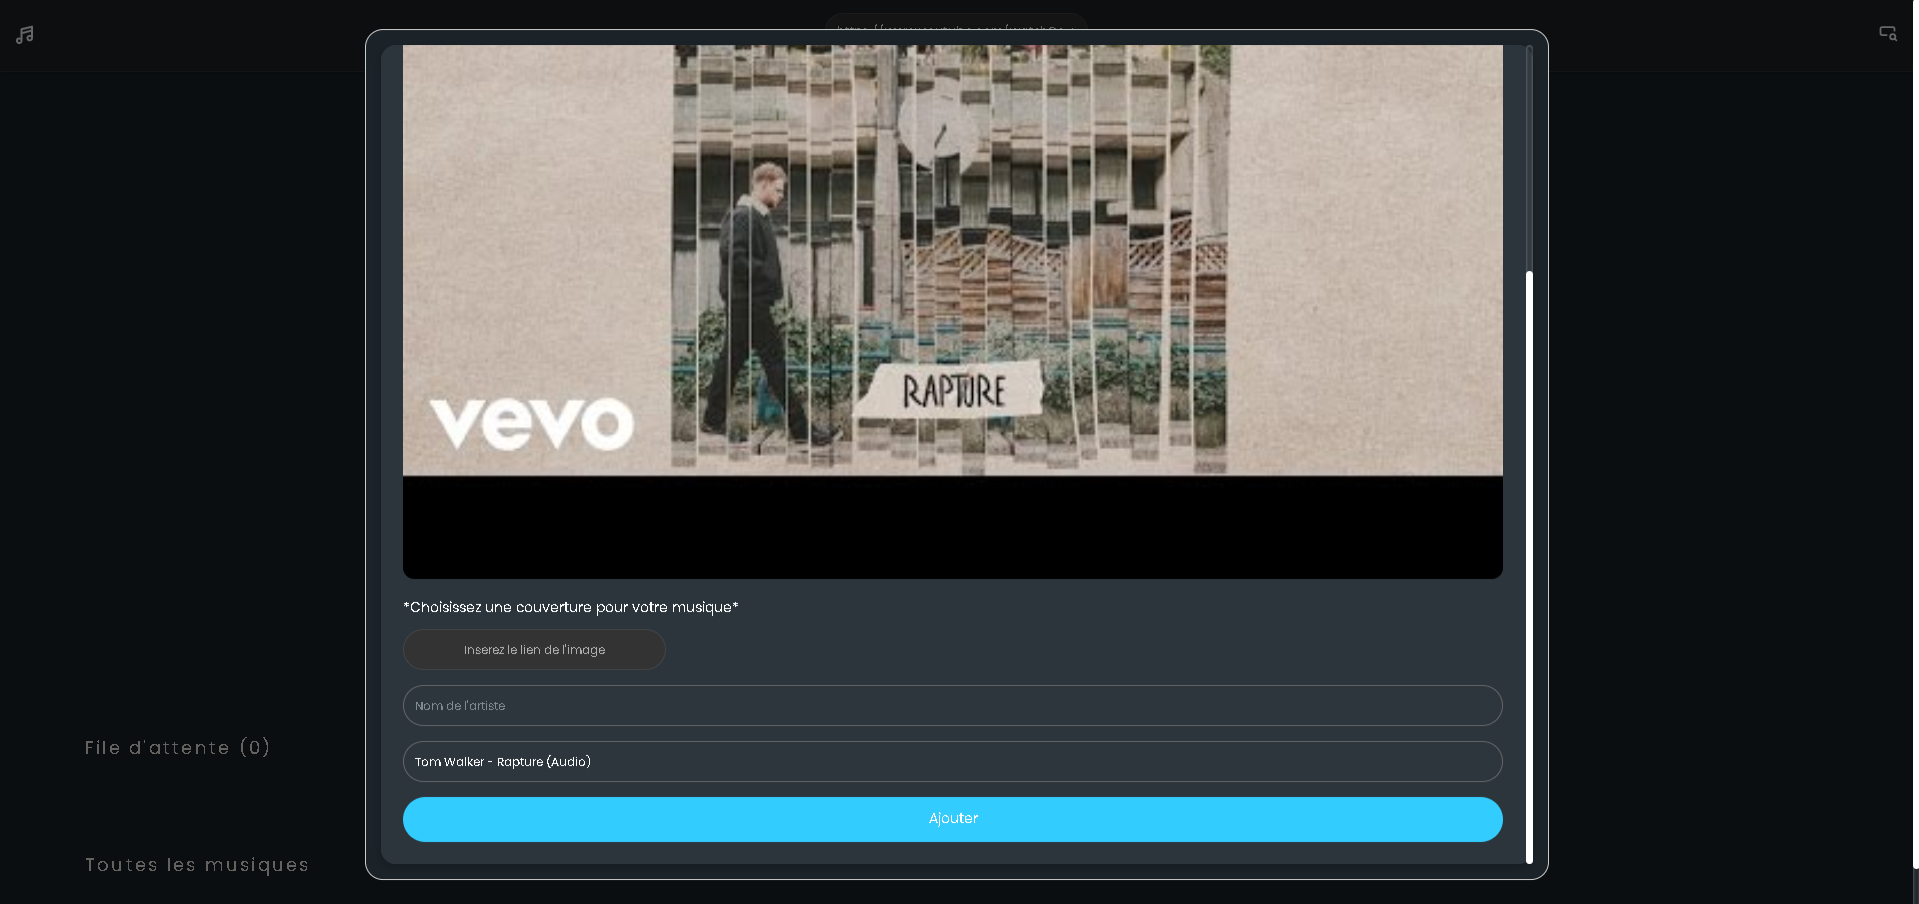 RAPTURE
vevo
*Choisissez une couverture pour votre musique*
Inserez le lien de l'image
Nom de l'artiste
File d'attente (0)
Tom Walker - Rapture (Audio)
Ajouter
Toutes les musiques